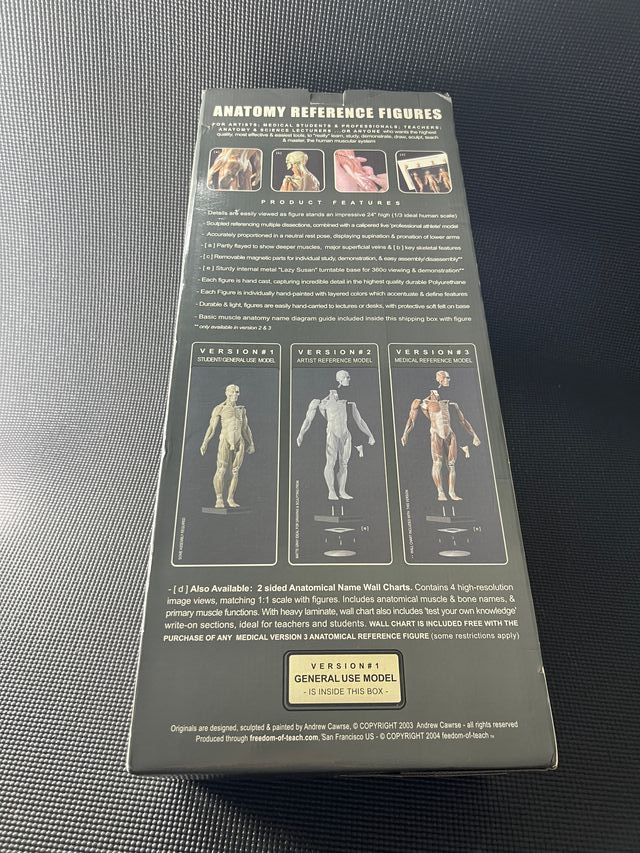 ANATOMY REFERENCE FIGURES
FOR ARTISTS; MEDICAL STUDENTS & PROFESSIONALS; TEACHERS;
ANATOMY & SCIENCE LECTURERS ...OR ANYONE who wants the highest
quality, most effective & easiest tools, to "really" learn, study, demonstrate, draw, sculpt, teach
& master, the human muscular system
PRODUCT FEATURES
- Details are easily viewed as figure stands an impressive 24" high (1/3 ideal human scale)
- Sculpted referencing multiple dissections, combined with a calipered live 'professional athlete' model
- Accurately proportioned in a neutral rest pose, displaying supination & pronation of lower arms
- [ a ] Partly flayed to show deeper muscles, major superficial veins & [ b ] key skeletal features
- [ c ] Removable magnetic parts for individual study, demonstration, & easy assembly/disassembly**
- [ e ] Sturdy internal metal "Lazy Susan" turntable base for 360o viewing & demonstration**
- Each figure is hand cast, capturing incredible detail in the highest quality durable Polyurethane
- Each Figure is individually hand-painted with layered colors which accentuate & define features
- Durable & light, figures are easily hand-carried to lectures or desks, with protective soft felt on base
- Basic muscle anatomy name diagram guide included inside this shipping box with figure
** only available in version 2 & 3
VERSION#1
STUDENT/GENERAL USE MODEL
VERSION#2
ARTIST REFERENCE MODEL
VERSION#3
MEDICAL REFERENCE MODEL
[e]
[e]
- [ d ] Also Available: 2 sided Anatomical Name Wall Charts. Contains 4 high-resolution
image views, matching 1:1 scale with figures. Includes anatomical muscle & bone names, &
primary muscle functions. With heavy laminate, wall chart also includes 'test your own knowledge'
write-on sections, ideal for teachers and students. WALL CHART IS INCLUDED FREE WITH THE
PURCHASE OF ANY MEDICAL VERSION 3 ANATOMICAL REFERENCE FIGURE (some restrictions apply)
VERSION#1
GENERAL USE MODEL
- IS INSIDE THIS BOX -
Originals are designed, sculpted & painted by Andrew Cawrse, © COPYRIGHT 2003 Andrew Cawrse - all rights reserved
Produced through freedom-of-teach.com, San Francisco US - © COPYRIGHT 2004 feedom-of-teach ™